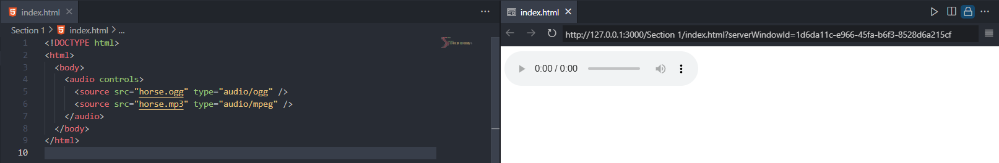 index.html
Section 1 > index.html > ...
1 <!DOCTYPE html>
2 <html>
3 <body>
4 <audio controls>
5 <source src="horse.ogg" type="audio/ogg" />
6 <source src="horse.mp3" type="audio/mpeg" />
7 </audio>
8 </body>
9 </html>
10
index.html
http://127.0.0.1:3000/Section 1/index.html?serverWindowId=1d6da11c-e966-45fa-b6f3-8528d6a215cf
0:00 / 0:00